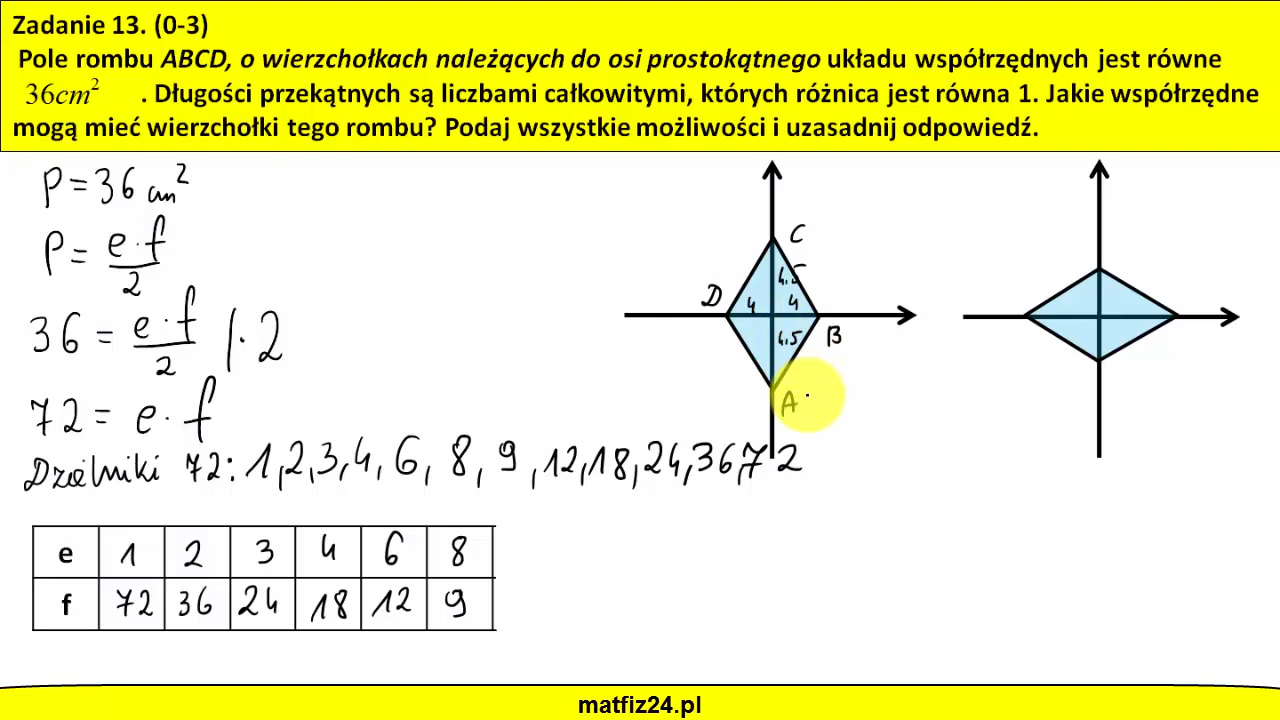 Zadanie 13. (0-3)
Pole rombu ABCD, o wierzchołkach należących do osi prostokątnego układu współrzędnych jest równe
36cm² . Długości przekątnych są liczbami całkowitymi, których różnica jest równa 1. Jakie współrzędne
mogą mieć wierzchołki tego rombu? Podaj wszystkie możliwości i uzasadnij odpowiedź.
P = 36 cm²
P = e·f/2
36 = e·f/2 |·2
72 = e·f
Dzielniki 72: 1,2,3,4,6,8,9,12,18,24,36,72
e 1 2 3 4 6 8
f 72 36 24 18 12 9
C
4.5
D 4 4
4.5 B
A
matfiz24.pl